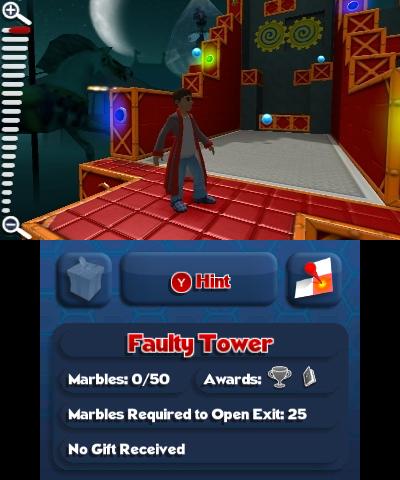 Y Hint
Faulty Tower
Marbles: 0/50 Awards:
Marbles Required to Open Exit: 25
No Gift Received